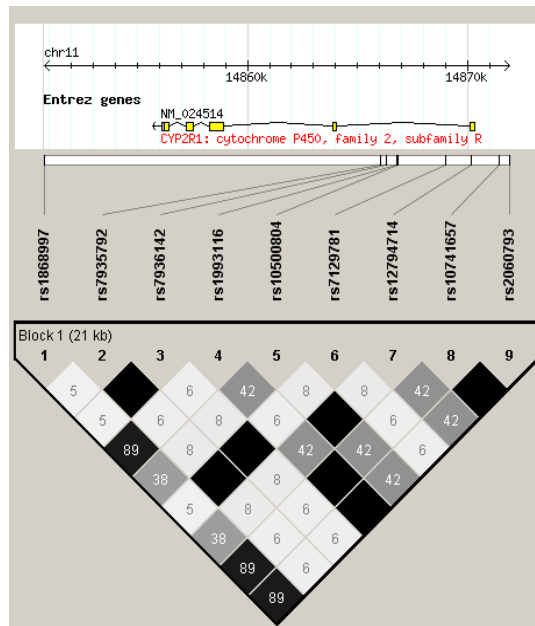 chr11
14860k 14870k
Entrez genes
NM_024514
CYP2R1: cytochrome P450, family 2, subfamily R
rs1868997
rs7935792
rs7936142
rs1993116
rs10500804
rs7129781
rs12794714
rs10741657
rs2060793
Block 1 (21 kb)
1 2 3 4 5 6 7 8 9
5 6 42 8 8 42
5 6 8 6 6 42
89 8 42 42 6
38 8 42
5 8 6
38 6 6
89 6
89